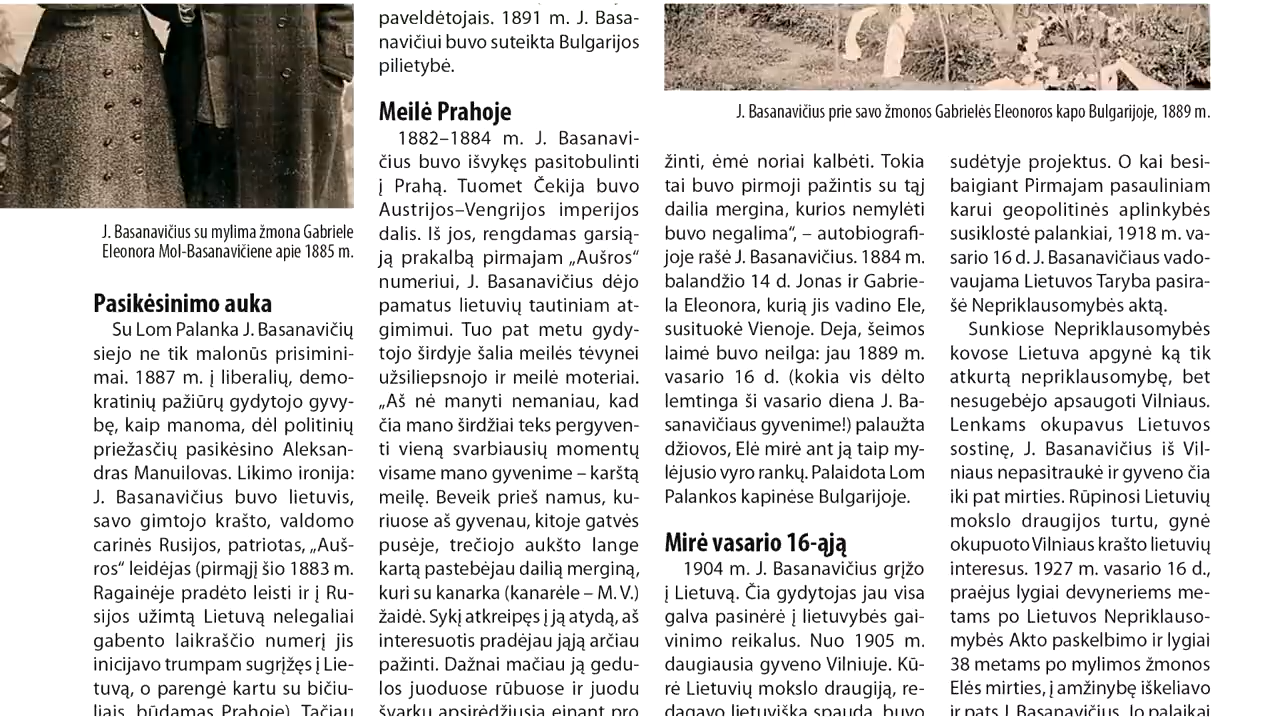 J. Basanavičius su mylima žmona Gabriele
Eleonora Mol-Basanavičiene apie 1885 m.
Pasikėsinimo auka
Su Lom Palanka J. Basanavičių
siejo ne tik malonūs prisimini-
mai. 1887 m. į liberalių, demo-
kratinių pažiūrų gydytojo gyvy-
bę, kaip manoma, dėl politinių
priežasčių pasikėsino Aleksan-
dras Manuilovas. Likimo ironija:
J. Basanavičius buvo lietuvis,
savo gimtojo krašto, valdomo
carinės Rusijos, patriotas, „Auš-
ros“ leidėjas (pirmąjį šio 1883 m.
Ragainėje pradėto leisti ir į Ru-
sijos užimtą Lietuvą nelegaliai
gabento laikraščio numerį jis
inicijavo trumpam sugrįžęs į Lie-
tuvą, o parengė kartu su bičiu-
liais, būdamas Prahoje). Tačiau
paveldėtojais. 1891 m. J. Basa-
navičiui buvo suteikta Bulgarijos
pilietybė.
Meilė Prahoje
1882–1884 m. J. Basanavi-
čius buvo išvykęs pasitobulinti
į Prahą. Tuomet Čekija buvo
Austrijos–Vengrijos imperijos
dalis. Iš jos, rengdamas garsią-
ją prakalbą pirmajam „Aušros“
numeriui, J. Basanavičius dėjo
pamatus lietuvių tautiniam at-
gimimui. Tuo pat metu gydy-
tojo širdyje šalia meilės tėvynei
užsiliepsnojo ir meilė moteriai.
„Aš nė manyti nemaniau, kad
čia mano širdžiai teks pergyven-
ti vieną svarbiausių momentų
visame mano gyvenime – karštą
meilę. Beveik prieš namus, ku-
riuose aš gyvenau, kitoje gatvės
pusėje, trečiojo aukšto lange
kartą pastebėjau dailią merginą,
kuri su kanarka (kanarėle – M. V.)
žaidė. Sykį atkreipęs į ją atydą, aš
interesuotis pradėjau jąją arčiau
pažinti. Dažnai mačiau ją gedu-
los juoduose rūbuose ir juodu
švarku apsirėdžiusią einant pro
J. Basanavičius prie savo žmonos Gabrielės Eleonoros kapo Bulgarijoje, 1889 m.
žinti, ėmė noriai kalbėti. Tokia
tai buvo pirmoji pažintis su tąj
dailia mergina, kurios nemylėti
buvo negalima“, – autobiografi-
joje rašė J. Basanavičius. 1884 m.
balandžio 14 d. Jonas ir Gabrie-
la Eleonora, kurią jis vadino Ele,
susituokė Vienoje. Deja, šeimos
laimė buvo neilga: jau 1889 m.
vasario 16 d. (kokia vis dėlto
lemtinga ši vasario diena J. Ba-
sanavičiaus gyvenime!) palaužta
džiovos, Elė mirė ant ją taip my-
lėjusio vyro rankų. Palaidota Lom
Palankos kapinėse Bulgarijoje.
Mirė vasario 16-ąją
1904 m. J. Basanavičius grįžo
į Lietuvą. Čia gydytojas jau visa
galva pasinėrė į lietuvybės gai-
vinimo reikalus. Nuo 1905 m.
daugiausia gyveno Vilniuje. Kū-
rė Lietuvių mokslo draugiją, re-
dagavo lietuvišką spaudą, buvo
sudėtyje projektus. O kai besi-
baigiant Pirmajam pasauliniam
karui geopolitinės aplinkybės
susiklostė palankiai, 1918 m. va-
sario 16 d. J. Basanavičiaus vado-
vaujama Lietuvos Taryba pasira-
šė Nepriklausomybės aktą.
Sunkiose Nepriklausomybės
kovose Lietuva apgynė ką tik
atkurtą nepriklausomybę, bet
nesugebėjo apsaugoti Vilniaus.
Lenkams okupavus Lietuvos
sostinę, J. Basanavičius iš Vil-
niaus nepasitraukė ir gyveno čia
iki pat mirties. Rūpinosi Lietuvių
mokslo draugijos turtu, gynė
okupuoto Vilniaus krašto lietuvių
interesus. 1927 m. vasario 16 d.,
praėjus lygiai devyneriems me-
tams po Lietuvos Nepriklauso-
mybės Akto paskelbimo ir lygiai
38 metams po mylimos žmonos
Elės mirties, į amžinybę iškeliavo
ir pats J. Basanavičius. Jo palaikai